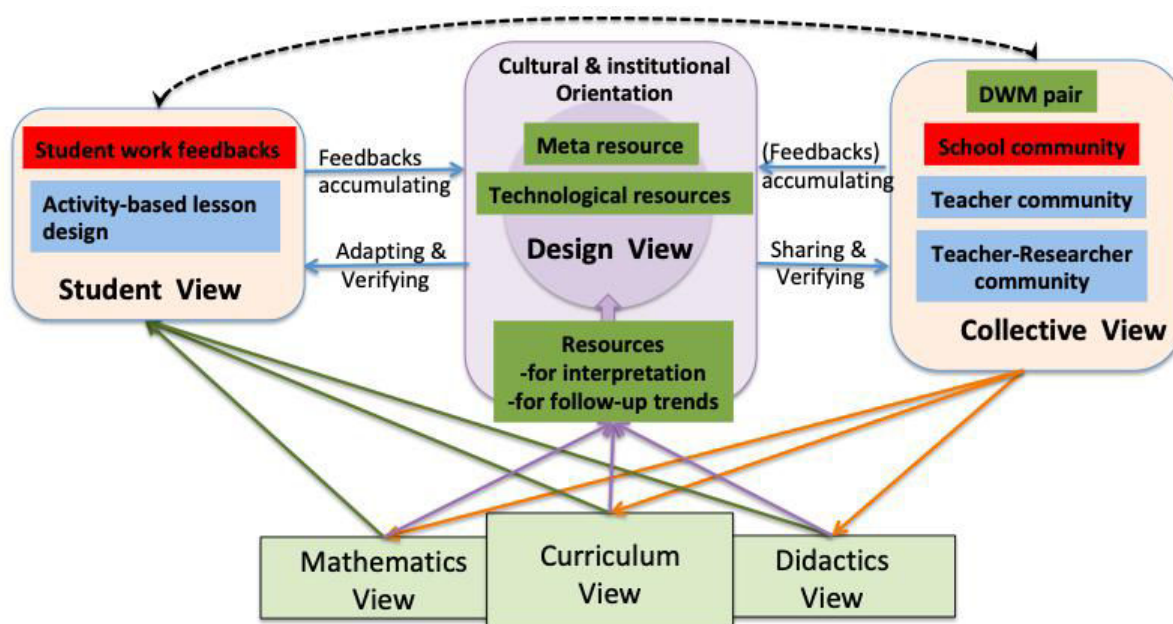 Student work feedbacks
Activity-based lesson
design
Student View
Feedbacks
accumulating
Adapting &
Verifying
Cultural & institutional
Orientation
Meta resource
Technological resources
Design View
Resources
-for interpretation
-for follow-up trends
(Feedbacks)
accumulating
Sharing &
Verifying
DWM pair
School community
Teacher community
Teacher-Researcher
community
Collective View
Mathematics
View
Curriculum
View
Didactics
View